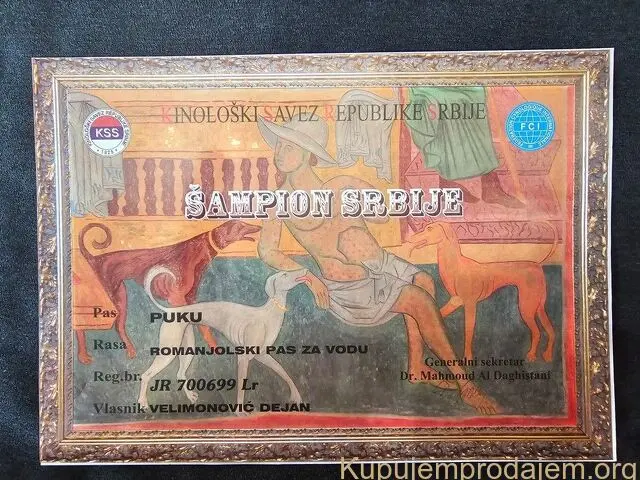 KINOLOŠKI SAVEZ REPUBLIKE SRBIJE
KSS
FCI
ŠAMPION SRBIJE
Pas PUKU
Rasa ROMANJOLSKI PAS ZA VODU
Reg.br. JR 700699 Lr
Vlasnik VELIMONOVIĆ DEJAN
Generalni sekretar
Dr. Mahmoud Al Daghistani
Kupujemprodajem.org